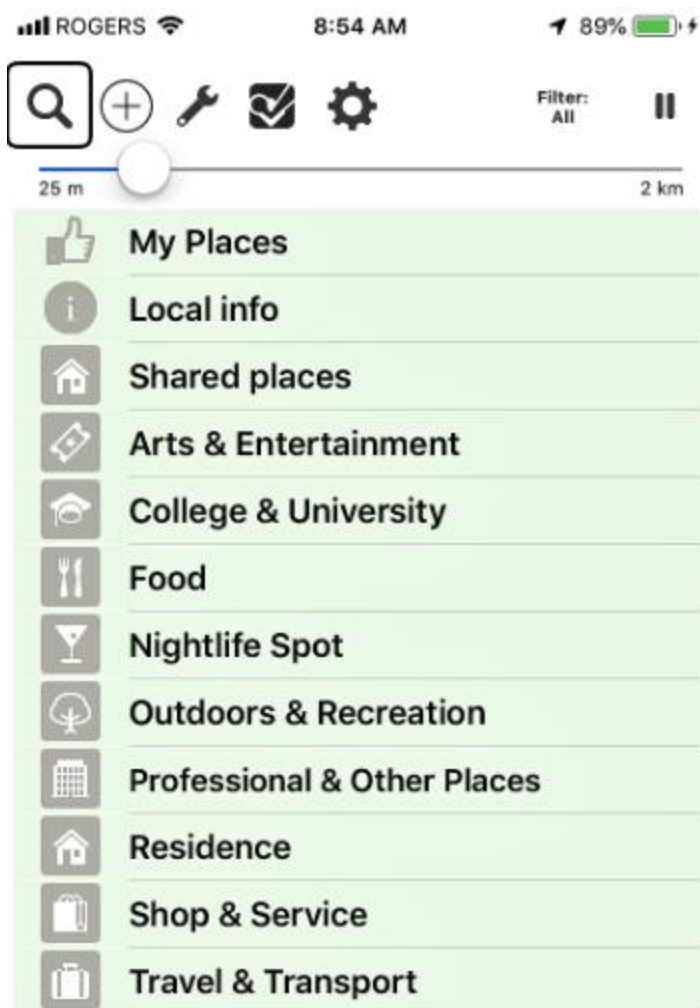 ROGERS 8:54 AM 89%
Filter:
All
25 m 2 km
My Places
Local info
Shared places
Arts & Entertainment
College & University
Food
Nightlife Spot
Outdoors & Recreation
Professional & Other Places
Residence
Shop & Service
Travel & Transport